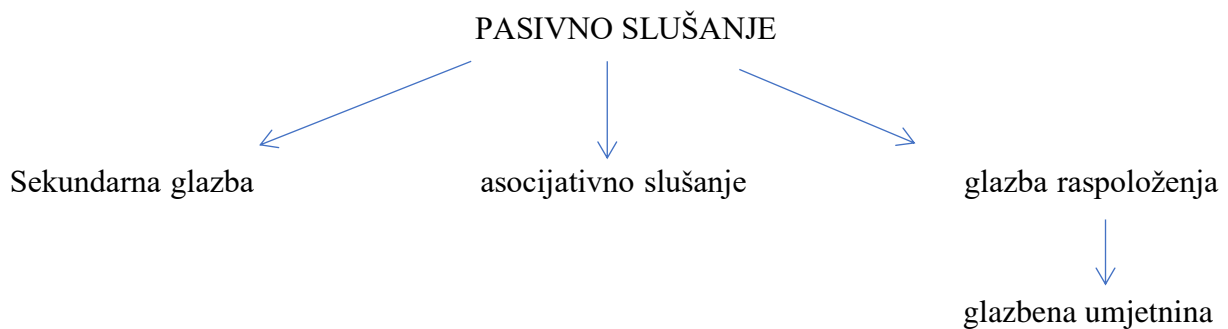 PASIVNO SLUŠANJE
Sekundarna glazba
asocijativno slušanje
glazba raspoloženja
glazbena umjetnina